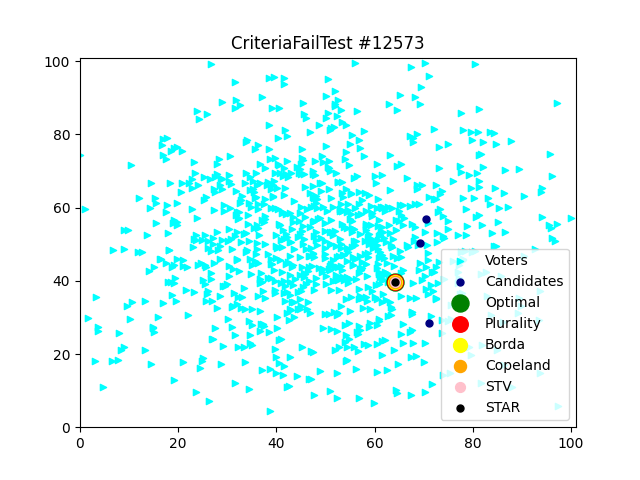 CriteriaFailTest #12573
100
80
60
40
20
0
0
20
40
60
80
100
Voters
Candidates
Optimal
Plurality
Borda
Copeland
STV
STAR